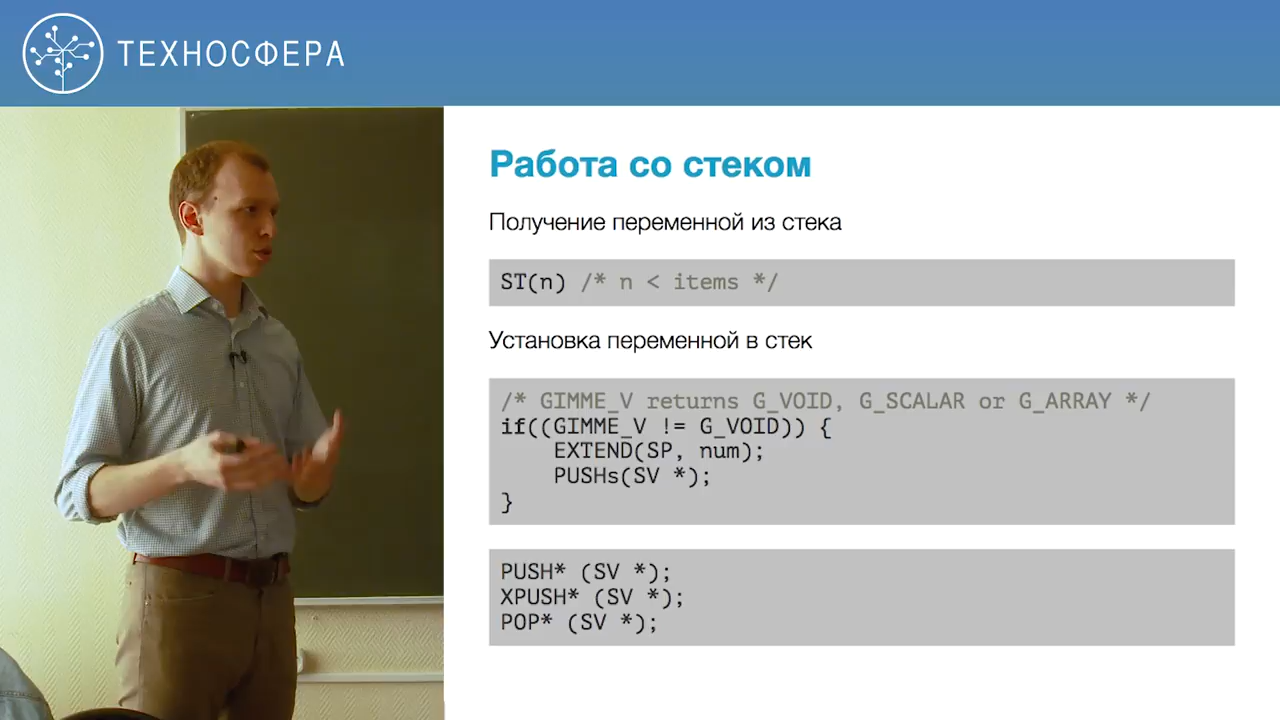 ТЕХНОСФЕРА
Работа со стеком
Получение переменной из стека
ST(n) /* n < items */
Установка переменной в стек
/* GIMME_V returns G_VOID, G_SCALAR or G_ARRAY */
if((GIMME_V != G_VOID)) {
    EXTEND(SP, num);
    PUSHs(SV *);
}
PUSH* (SV *);
XPUSH* (SV *);
POP* (SV *);